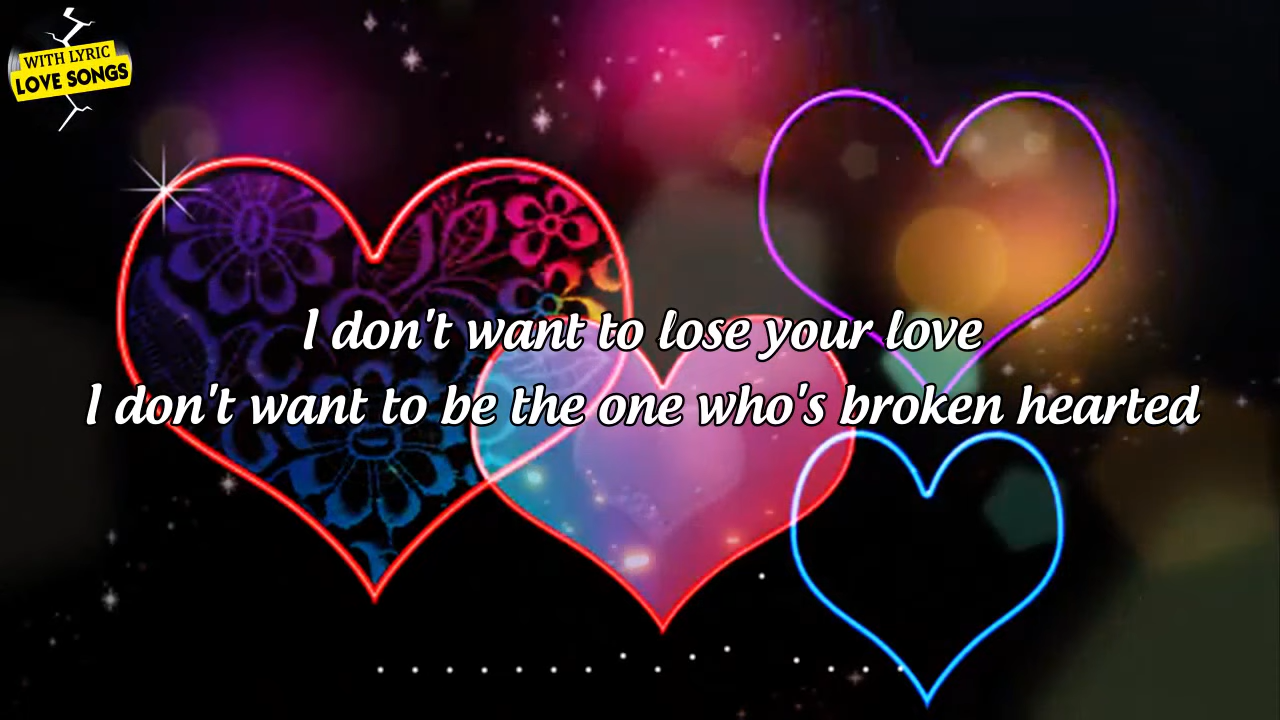 WITH LYRIC
LOVE SONGS
I don't want to lose your love
I don't want to be the one who's broken hearted